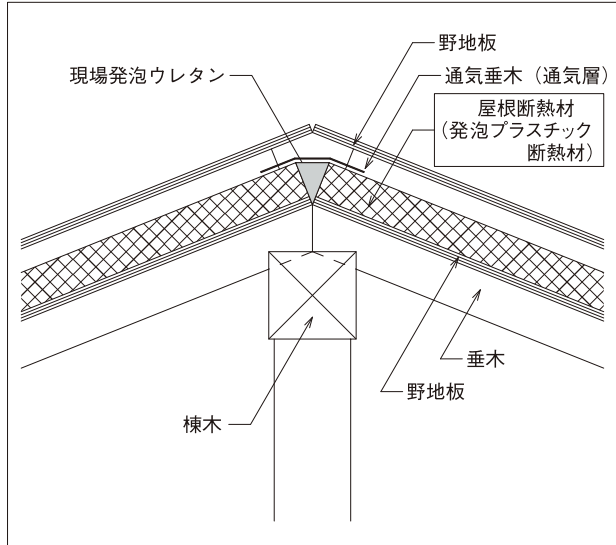 野地板
現場発泡ウレタン
通気垂木（通気層）
屋根断熱材
（発泡プラスチック
断熱材）
垂木
野地板
棟木